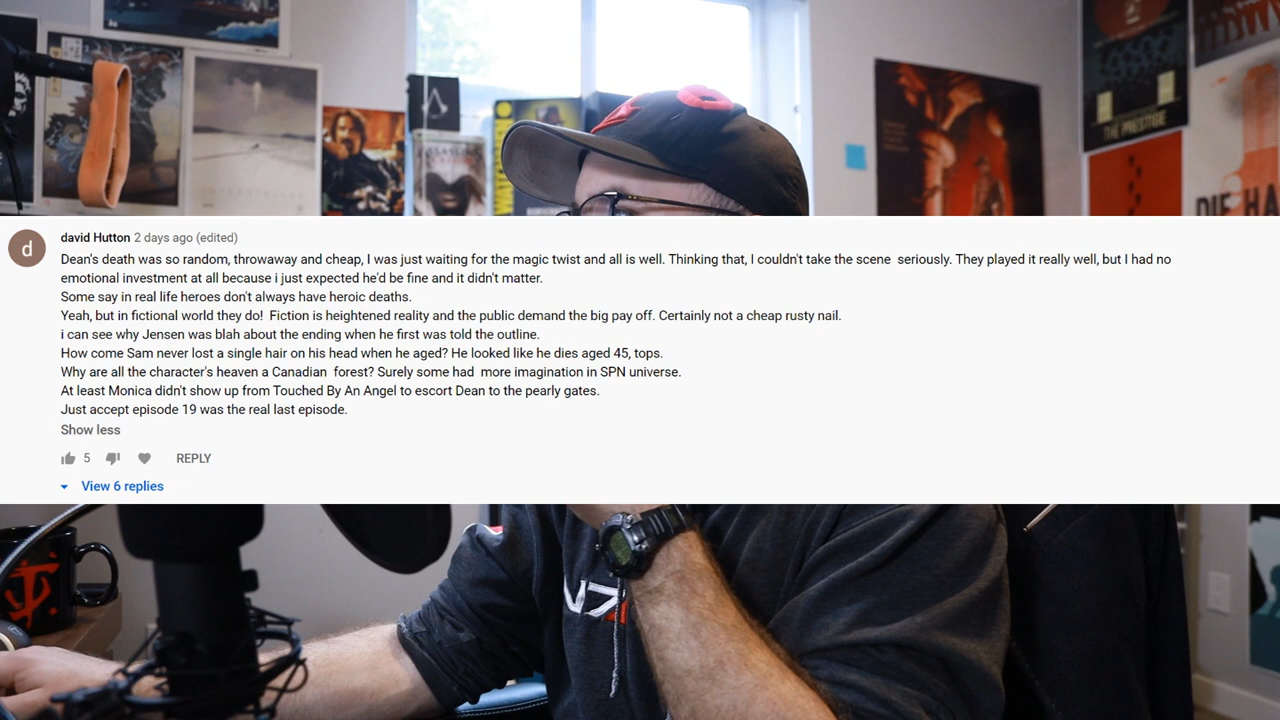 THE PRESTIGE
DIE HA
david Hutton 2 days ago (edited)
d
Dean's death was so random, throwaway and cheap, I was just waiting for the magic twist and all is well. Thinking that, I couldn't take the scene  seriously. They played it really well, but I had no
emotional investment at all because i just expected he'd be fine and it didn't matter.
Some say in real life heroes don't always have heroic deaths.
Yeah, but in fictional world they do!  Fiction is heightened reality and the public demand the big pay off. Certainly not a cheap rusty nail.
i can see why Jensen was blah about the ending when he first was told the outline.
How come Sam never lost a single hair on his head when he aged? He looked like he dies aged 45, tops.
Why are all the character's heaven a Canadian  forest? Surely some had  more imagination in SPN universe.
At least Monica didn't show up from Touched By An Angel to escort Dean to the pearly gates.
Just accept episode 19 was the real last episode.
Show less
5
REPLY
View 6 replies
N7